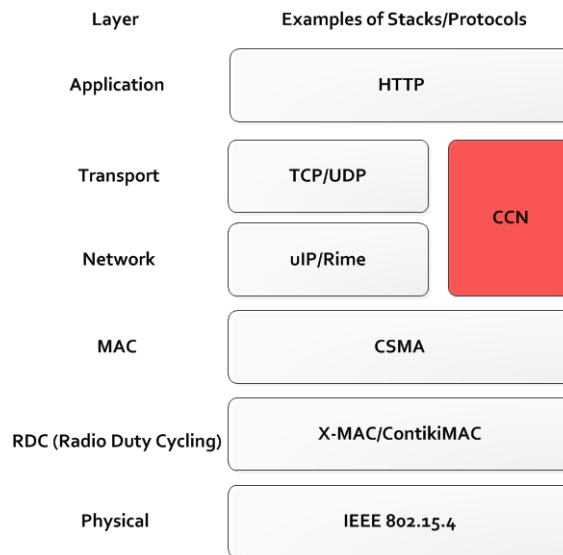 Layer Examples of Stacks/Protocols
Application HTTP
Transport TCP/UDP
CCN
Network uIP/Rime
MAC CSMA
RDC (Radio Duty Cycling) X-MAC/ContikiMAC
Physical IEEE 802.15.4